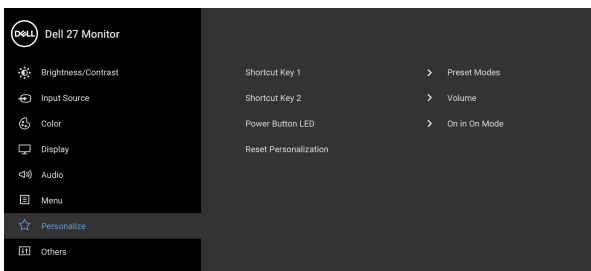 DELL Dell 27 Monitor
Brightness/Contrast Shortcut Key 1 Preset Modes
Input Source Shortcut Key 2 Volume
Color Power Button LED On in On Mode
Display Reset Personalization
Audio
Menu
Personalize
Others